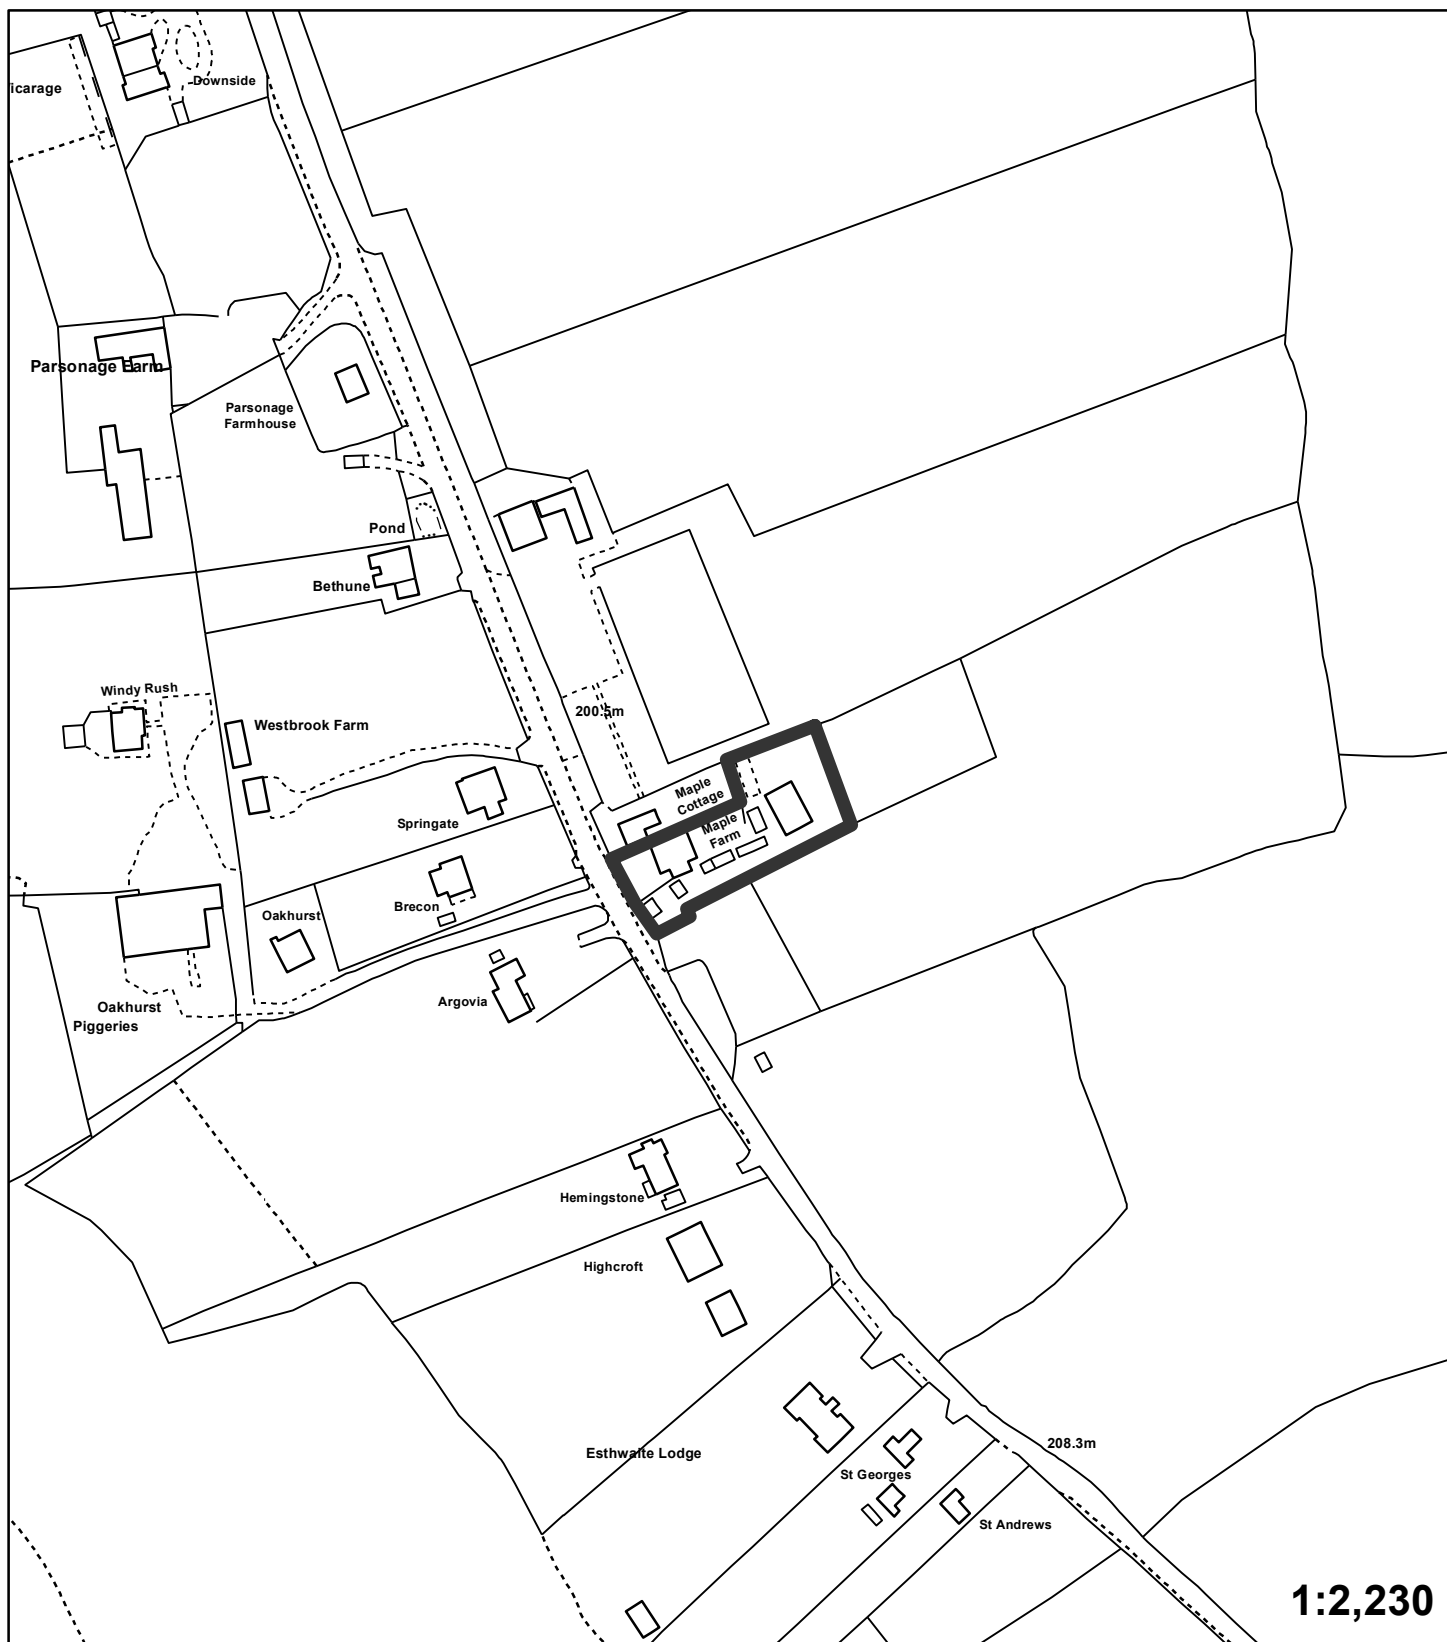 Downside
icarage
Parsonage Farm
Parsonage
Farmhouse
Pond
Bethune
Windy Rush
Westbrook Farm
200.5m
Maple
Cottage
Maple
Farm
Springate
Brecon
Oakhurst
Argovia
Oakhurst
Piggeries
Hemingstone
Highcroft
Esthwaite Lodge
208.3m
St Georges
St Andrews
1:2,230